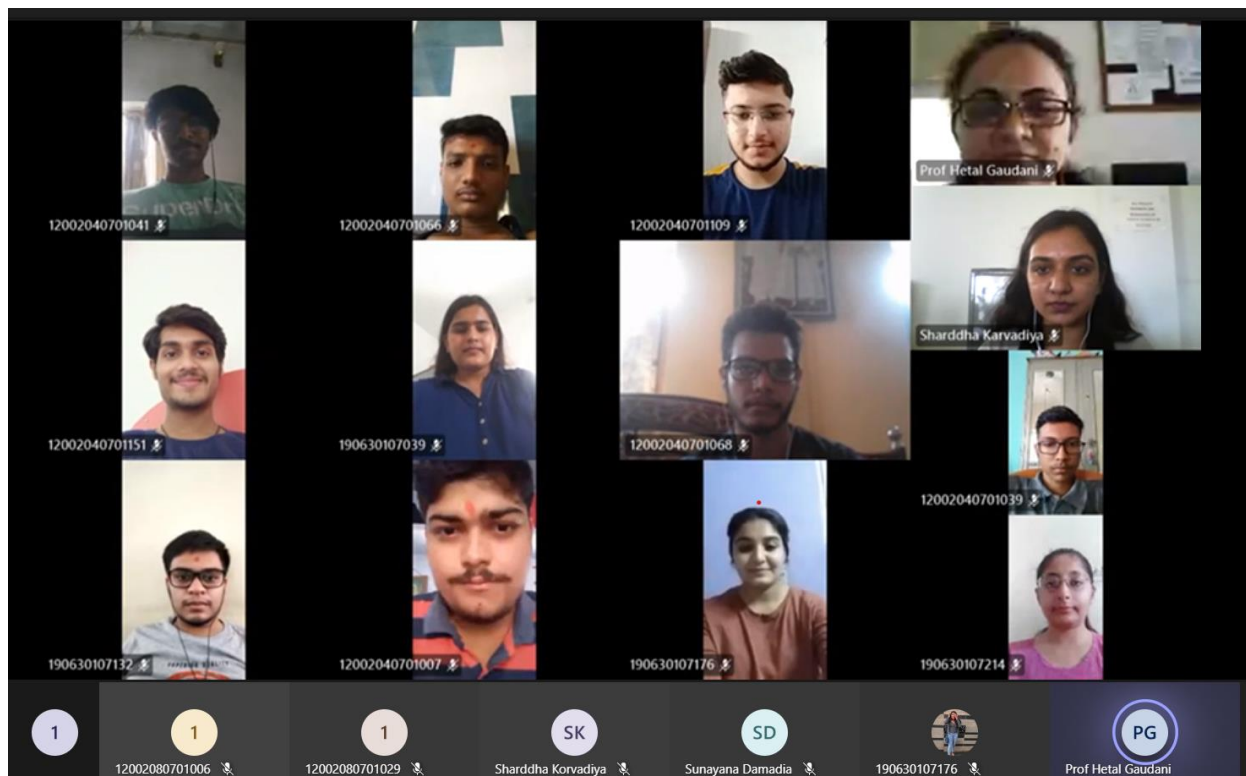 12002040701041
12002040701066
12002040701109
Prof Hetal Gaudani
Sharddha Karvadiya
12002040701151
190630107039
12002040701068
12002040701039
190630107132
12002040701007
190630107176
190630107214
1
1
1
SK
SD
PG
12002080701006
12002080701029
Sharddha Korvadiya
Sunayana Damadia
190630107176
Prof Hetal Gaudani